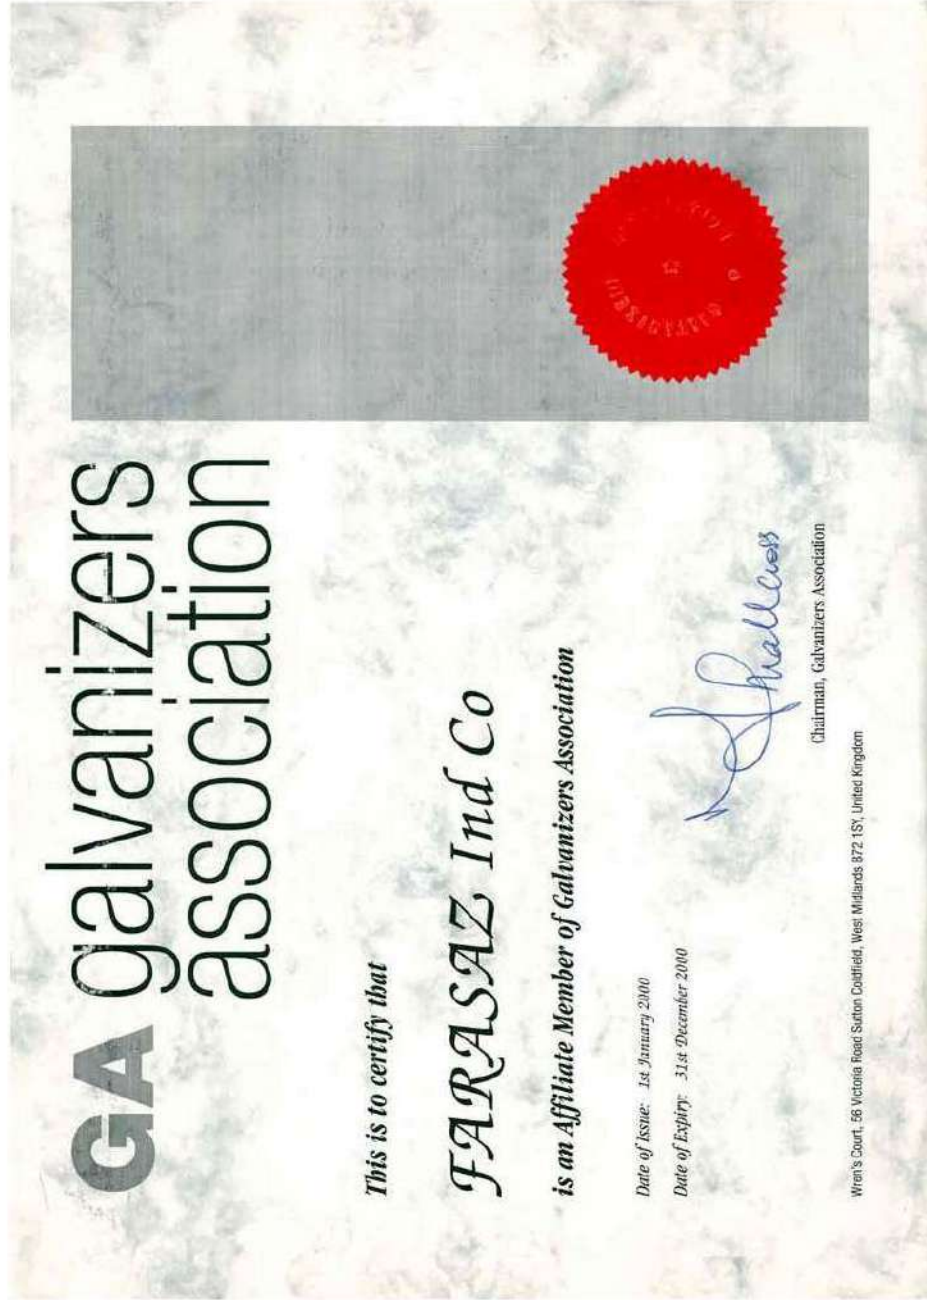 GA galvanizers
association
This is to certify that
FARASAZ Ind Co
is an Affiliate Member of Galvanizers Association
Date of Issue: 1st January 2000
Date of Expiry: 31st December 2000
Chairman, Galvanizers Association
Wren's Court, 56 Victoria Road Sutton Coldfield, West Midlands B72 1SY, United Kingdom